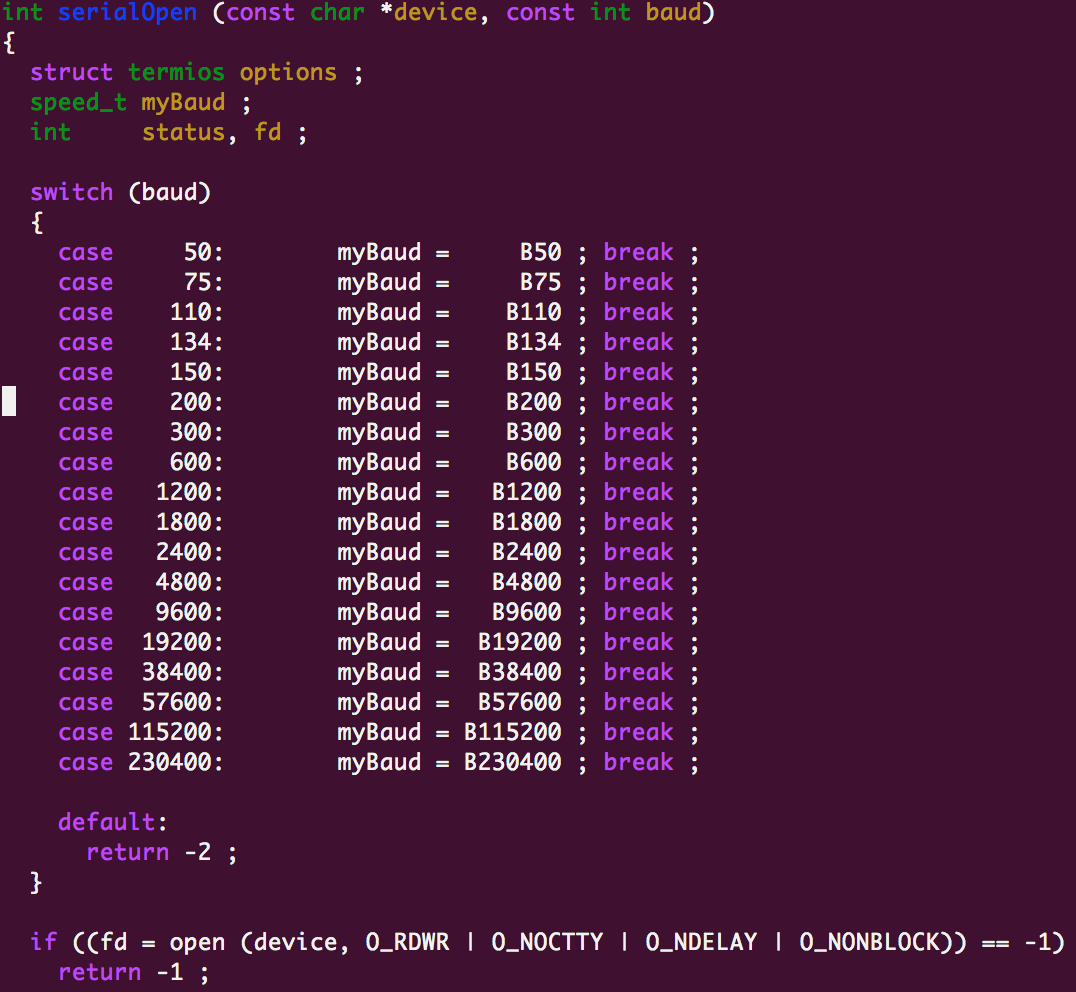 int serialOpen (const char *device, const int baud)
{
  struct termios options ;
  speed_t myBaud ;
  int     status, fd ;

  switch (baud)
  {
    case     50:        myBaud =     B50 ; break ;
    case     75:        myBaud =     B75 ; break ;
    case    110:        myBaud =    B110 ; break ;
    case    134:        myBaud =    B134 ; break ;
    case    150:        myBaud =    B150 ; break ;
    case    200:        myBaud =    B200 ; break ;
    case    300:        myBaud =    B300 ; break ;
    case    600:        myBaud =    B600 ; break ;
    case   1200:        myBaud =   B1200 ; break ;
    case   1800:        myBaud =   B1800 ; break ;
    case   2400:        myBaud =   B2400 ; break ;
    case   4800:        myBaud =   B4800 ; break ;
    case   9600:        myBaud =   B9600 ; break ;
    case  19200:        myBaud =  B19200 ; break ;
    case  38400:        myBaud =  B38400 ; break ;
    case  57600:        myBaud =  B57600 ; break ;
    case 115200:        myBaud = B115200 ; break ;
    case 230400:        myBaud = B230400 ; break ;

    default:
      return -2 ;
  }

  if ((fd = open (device, O_RDWR | O_NOCTTY | O_NDELAY | O_NONBLOCK)) == -1)
    return -1 ;